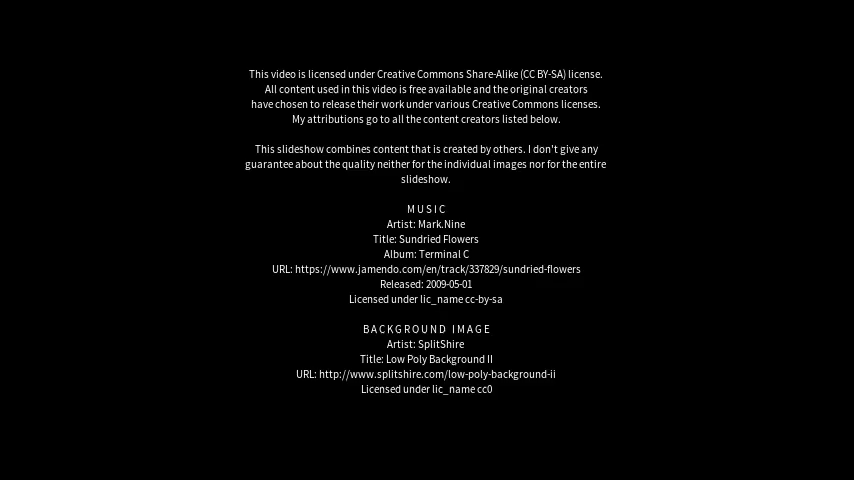 This video is licensed under Creative Commons Share-Alike (CC BY-SA) license.
All content used in this video is free available and the original creators
have chosen to release their work under various Creative Commons licenses.
My attributions go to all the content creators listed below.
This slideshow combines content that is created by others. I don't give any
guarantee about the quality neither for the individual images nor for the entire
slideshow.
MUSIC
Artist: Mark.Nine
Title: Sundried Flowers
Album: Terminal C
URL: https://www.jamendo.com/en/track/337829/sundried-flowers
Released: 2009-05-01
Licensed under lic_name cc-by-sa
BACKGROUND IMAGE
Artist: SplitShire
Title: Low Poly Background II
URL: http://www.splitshire.com/low-poly-background-ii
Licensed under lic_name cc0